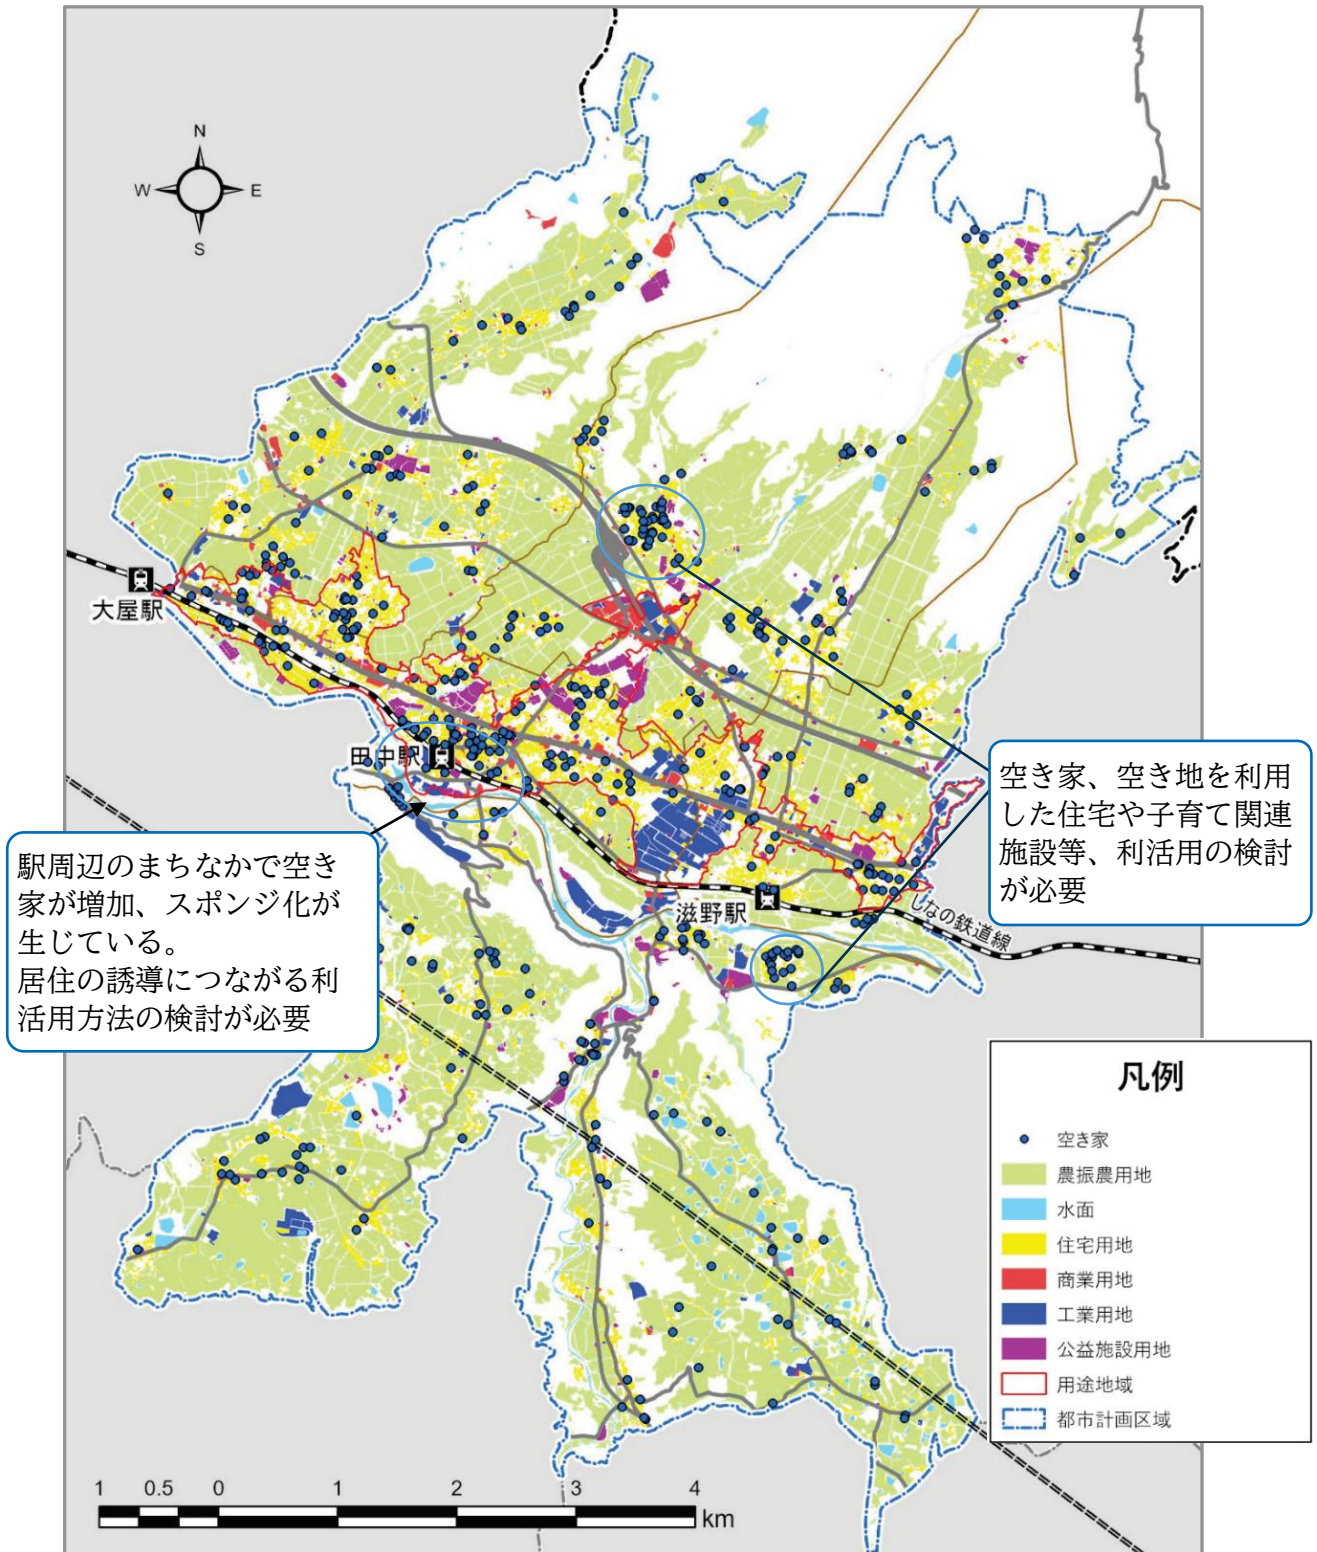 N
W
E
S
大屋駅
田中駅
滋野駅
しなの鉄道線
空き家、空き地を利用
した住宅や子育て関連
施設等、利活用の検討
が必要
駅周辺のまちなかで空き
家が増加、スポンジ化が
生じている。
居住の誘導につながる利
活用方法の検討が必要
凡例
空き家
農振農用地
水面
住宅用地
商業用地
工業用地
公益施設用地
用途地域
都市計画区域
1 0.5 0 1 2 3 4
km